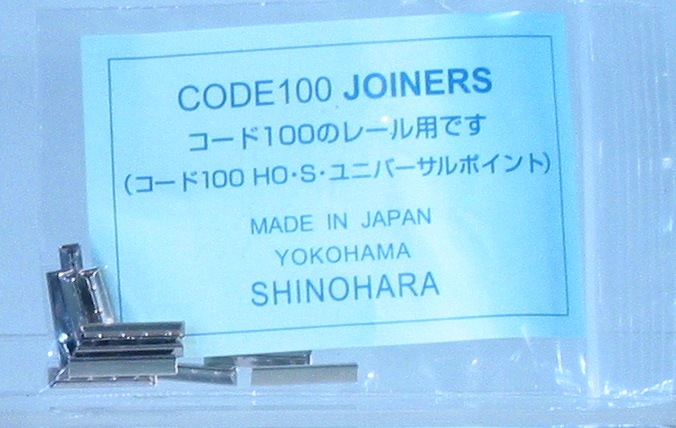 CODE100 JOINERS
コード100のレール用です
(コード100 HO・S・ユニバーサルポイント)
MADE IN JAPAN
YOKOHAMA
SHINOHARA